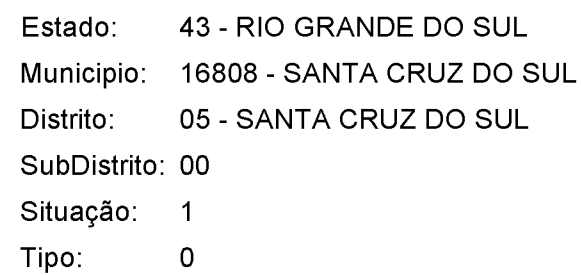 Estado: 43 - RIO GRANDE DO SUL
Municipio: 16808 - SANTA CRUZ DO SUL
Distrito: 05 - SANTA CRUZ DO SUL
SubDistrito: 00
Situação: 1
Tipo: 0